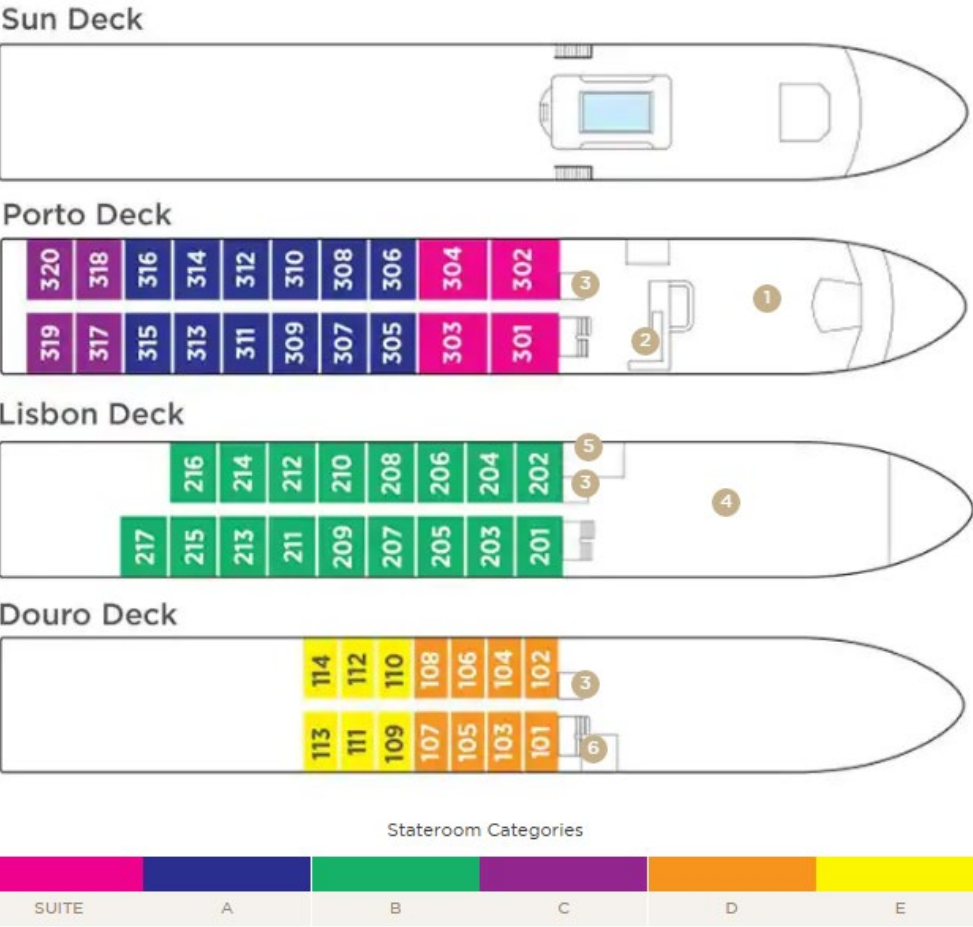 Sun Deck
Porto Deck
320 318 316 314 312 310 308 306 304 302 3
1
319 317 315 313 311 309 307 305 303 301 2
Lisbon Deck
5
216 214 212 210 208 206 204 202 3
4
217 215 213 211 209 207 205 203 201
Douro Deck
114 112 110 108 106 104 102 3
113 111 109 107 105 103 101 6
Stateroom Categories
SUITE A B C D E